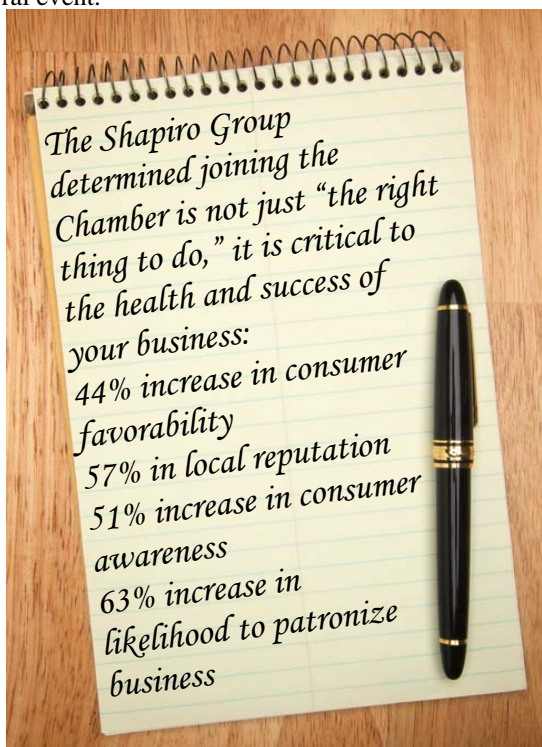 ral event.
The Shapiro Group
determined joining the
Chamber is not just “the right
thing to do,” it is critical to
the health and success of
your business:
44% increase in consumer
favorability
57% in local reputation
51% increase in consumer
awareness
63% increase in
likelihood to patronize
business